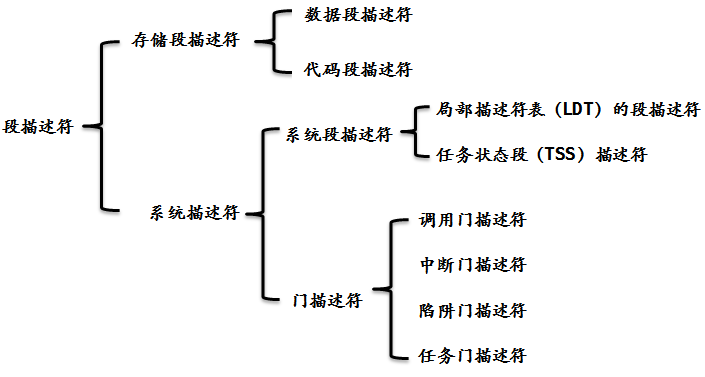 段描述符
存储段描述符
数据段描述符
代码段描述符
系统描述符
系统段描述符
局部描述符表（LDT）的段描述符
任务状态段（TSS）描述符
门描述符
调用门描述符
中断门描述符
陷阱门描述符
任务门描述符